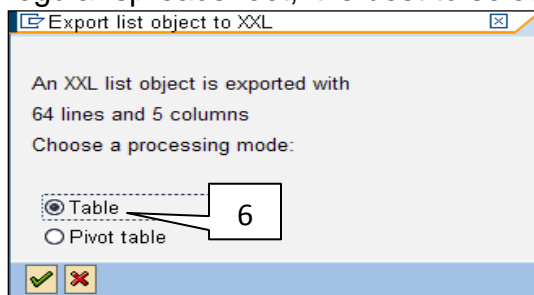 Export list object to XXL
An XXL list object is exported with
64 lines and 5 columns
Choose a processing mode:
Table
6
Pivot table